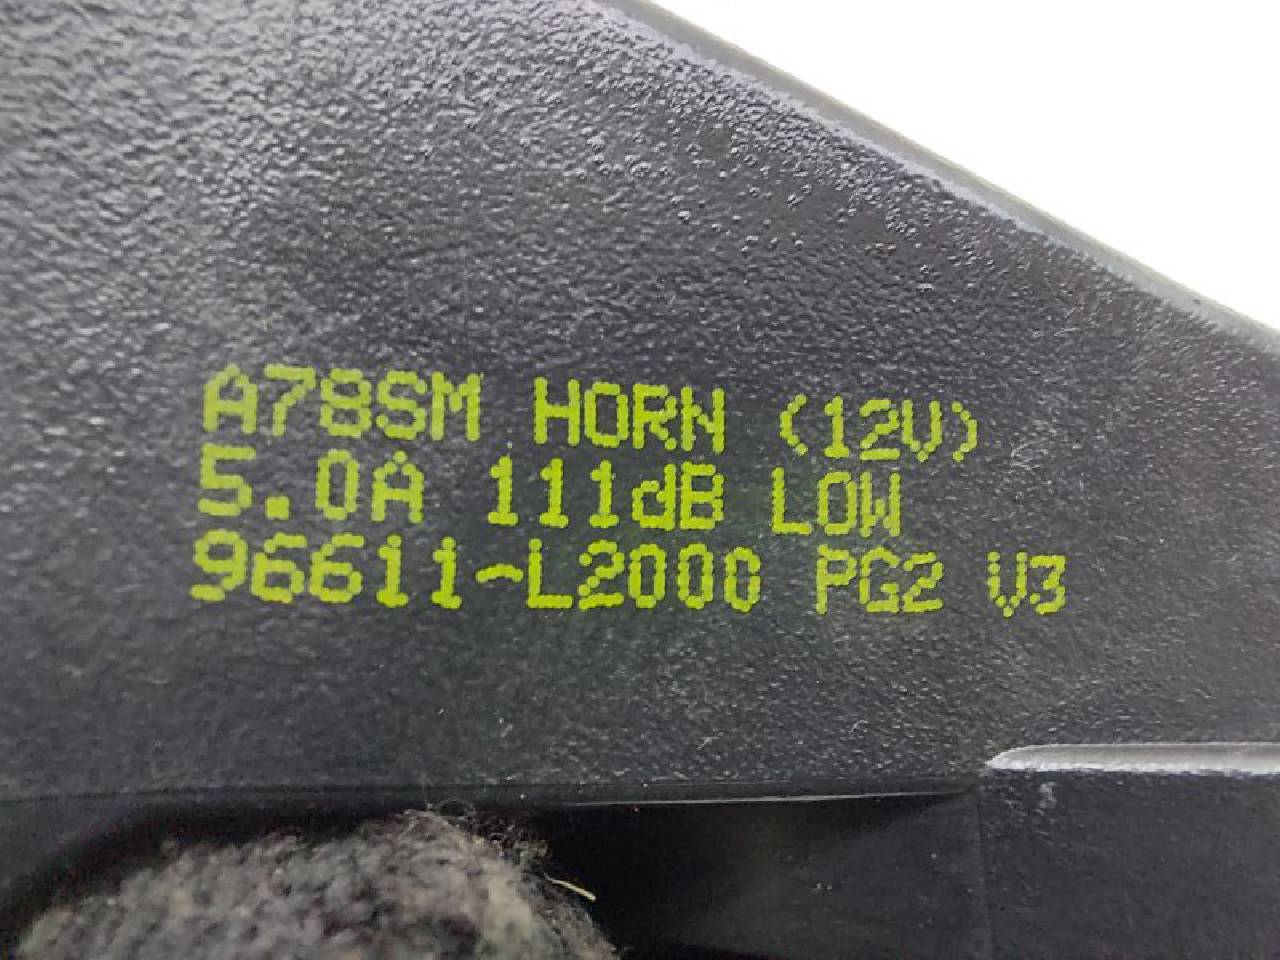 A78SM HORN (12V)
5.0A 111dB LOW
96611-L2000 PG2 V3